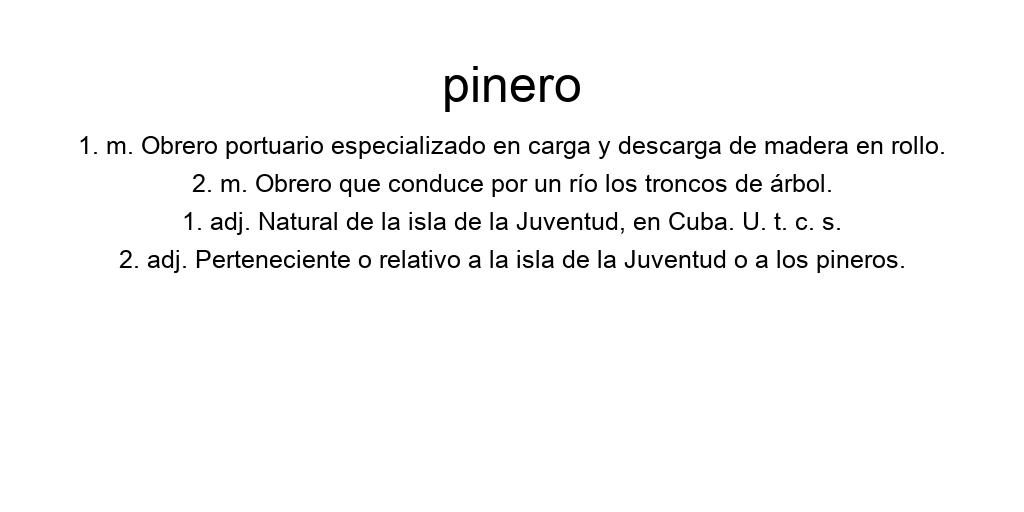 pinero
1. m. Obrero portuario especializado en carga y descarga de madera en rollo.
2. m. Obrero que conduce por un río los troncos de árbol.
1. adj. Natural de la isla de la Juventud, en Cuba. U. t. c. s.
2. adj. Perteneciente o relativo a la isla de la Juventud o a los pineros.